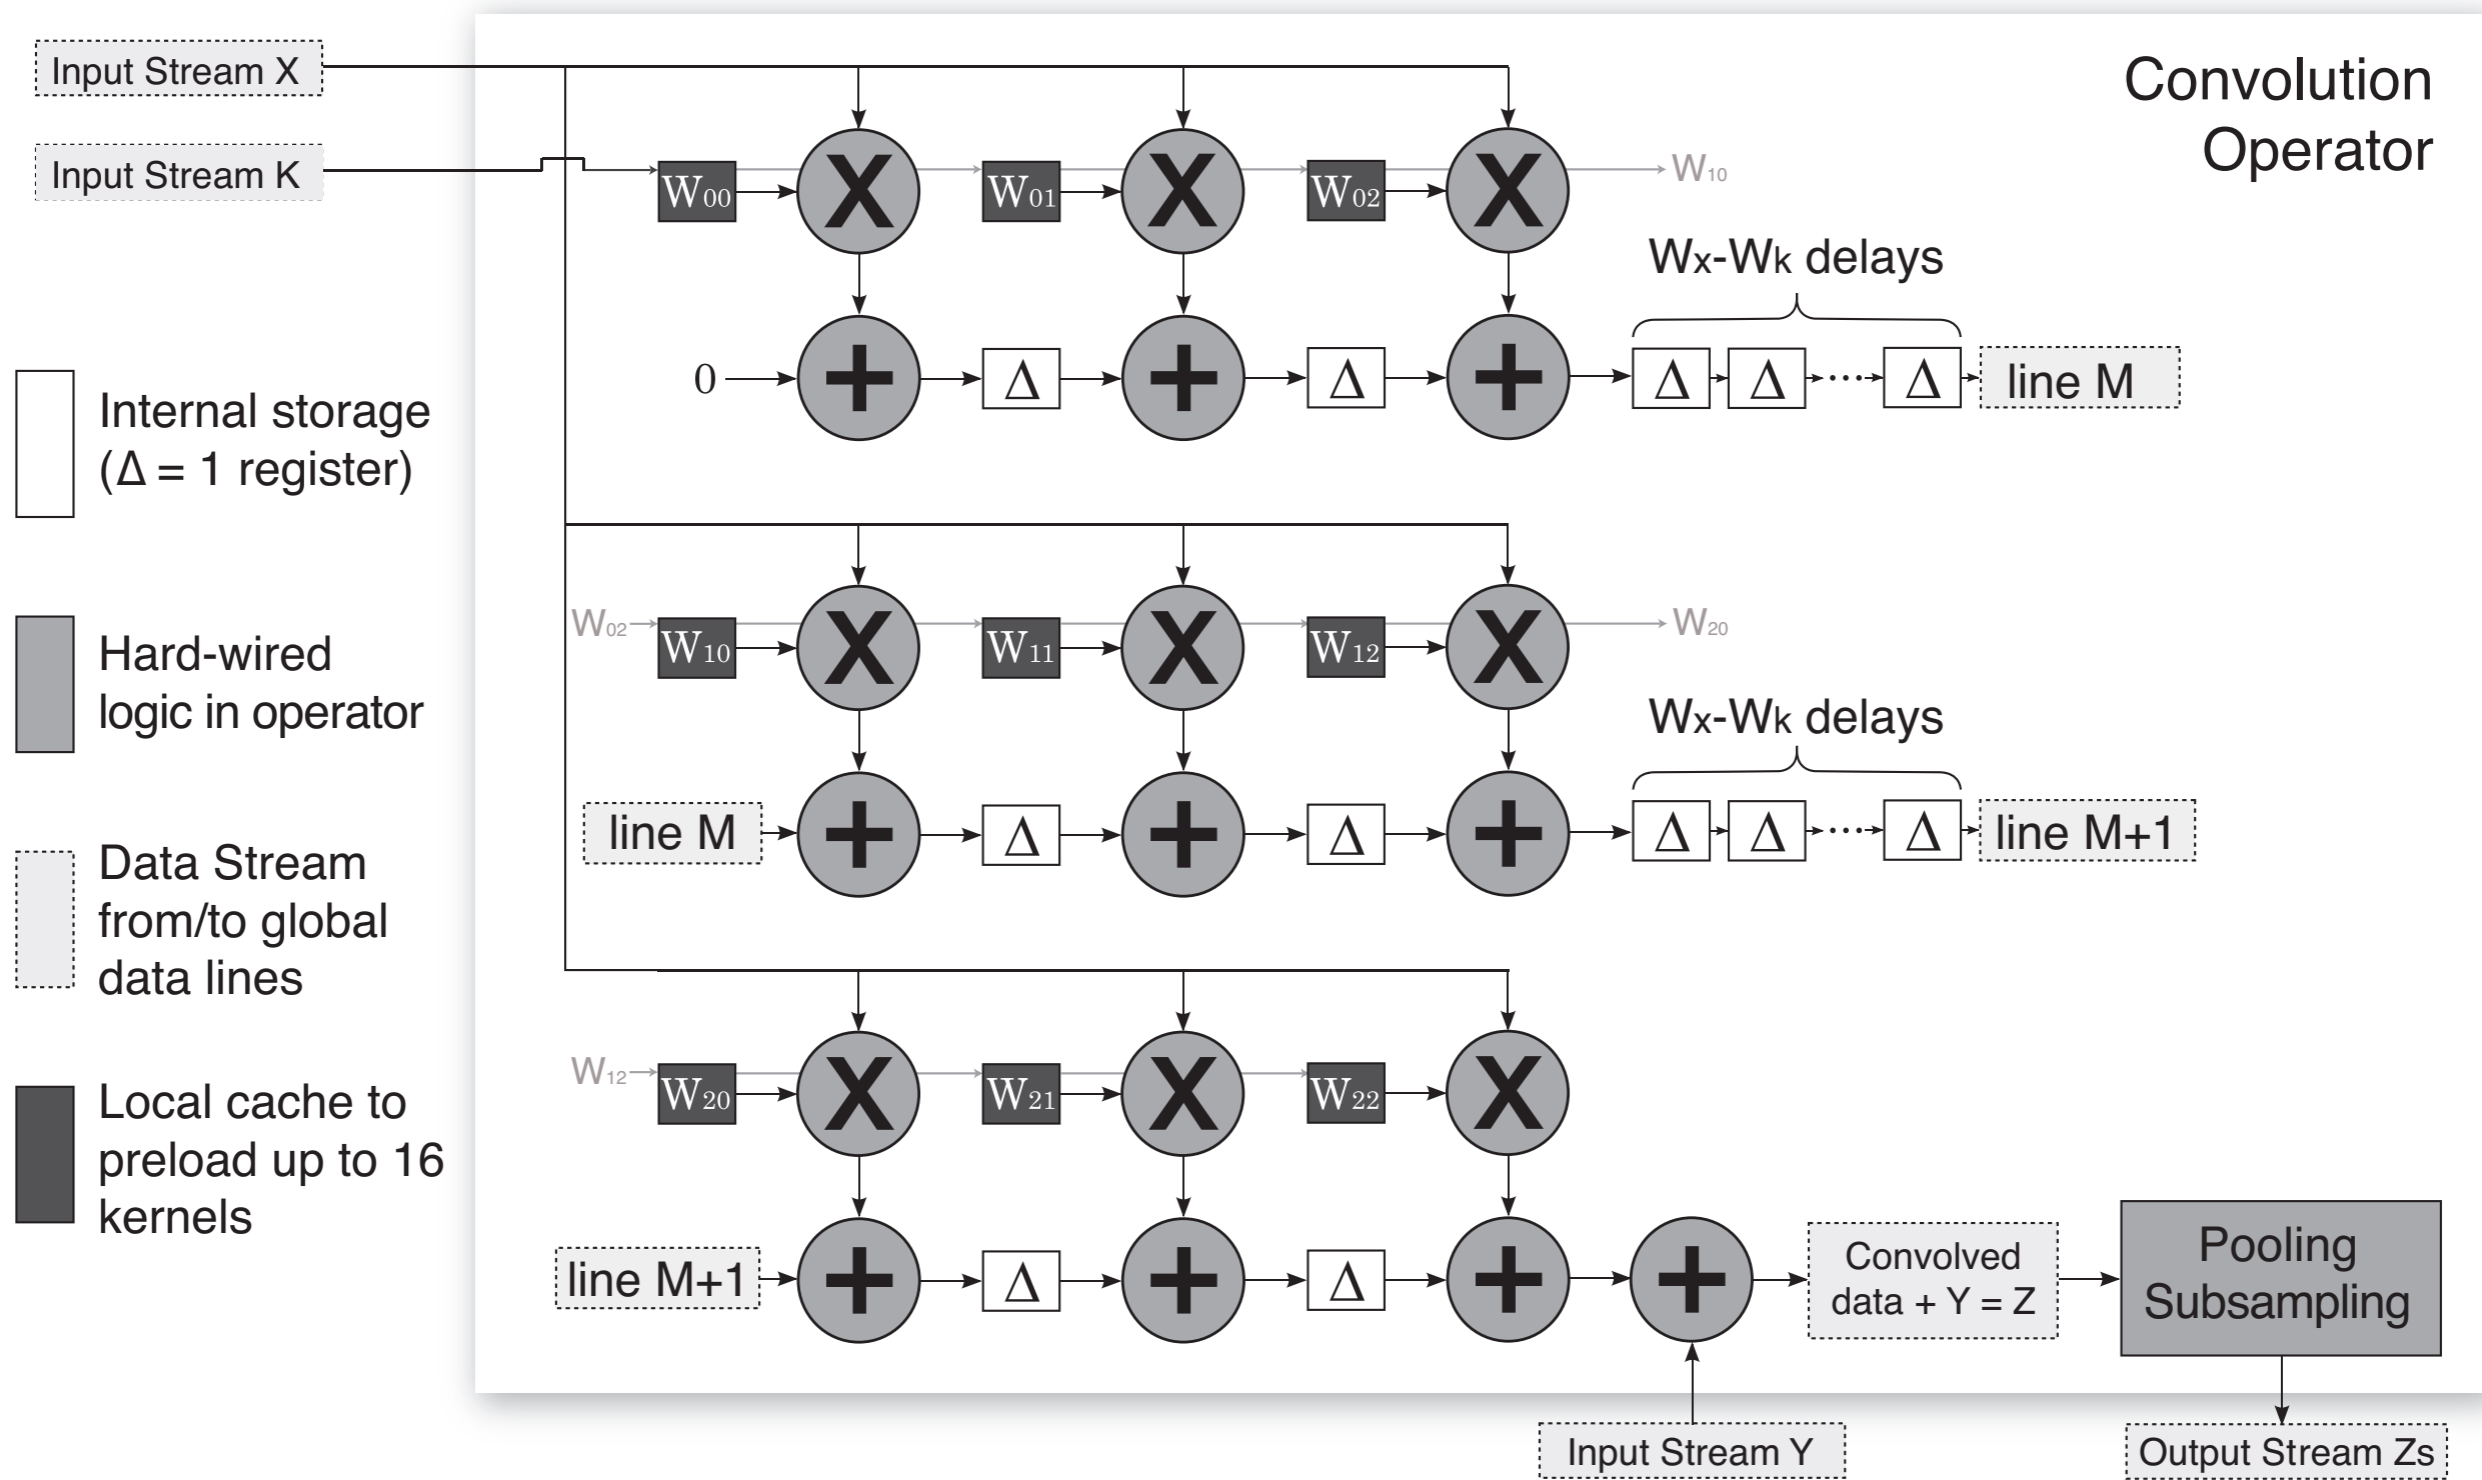 Input Stream X
Input Stream K
Convolution
Operator
W00
X
W01
X
W02
X
W10
Wx-Wk delays
0
+
Δ
+
Δ
+
Δ
Δ
...
Δ
line M
Internal storage
(Δ = 1 register)
Hard-wired
logic in operator
Data Stream
from/to global
data lines
Local cache to
preload up to 16
kernels
W02
W10
X
W11
X
W12
X
W20
Wx-Wk delays
line M
+
Δ
+
Δ
+
Δ
Δ
...
Δ
line M+1
W12
W20
X
W21
X
W22
X
line M+1
+
Δ
+
Δ
+
+
Convolved
data + Y = Z
Pooling
Subsampling
Input Stream Y
Output Stream Zs